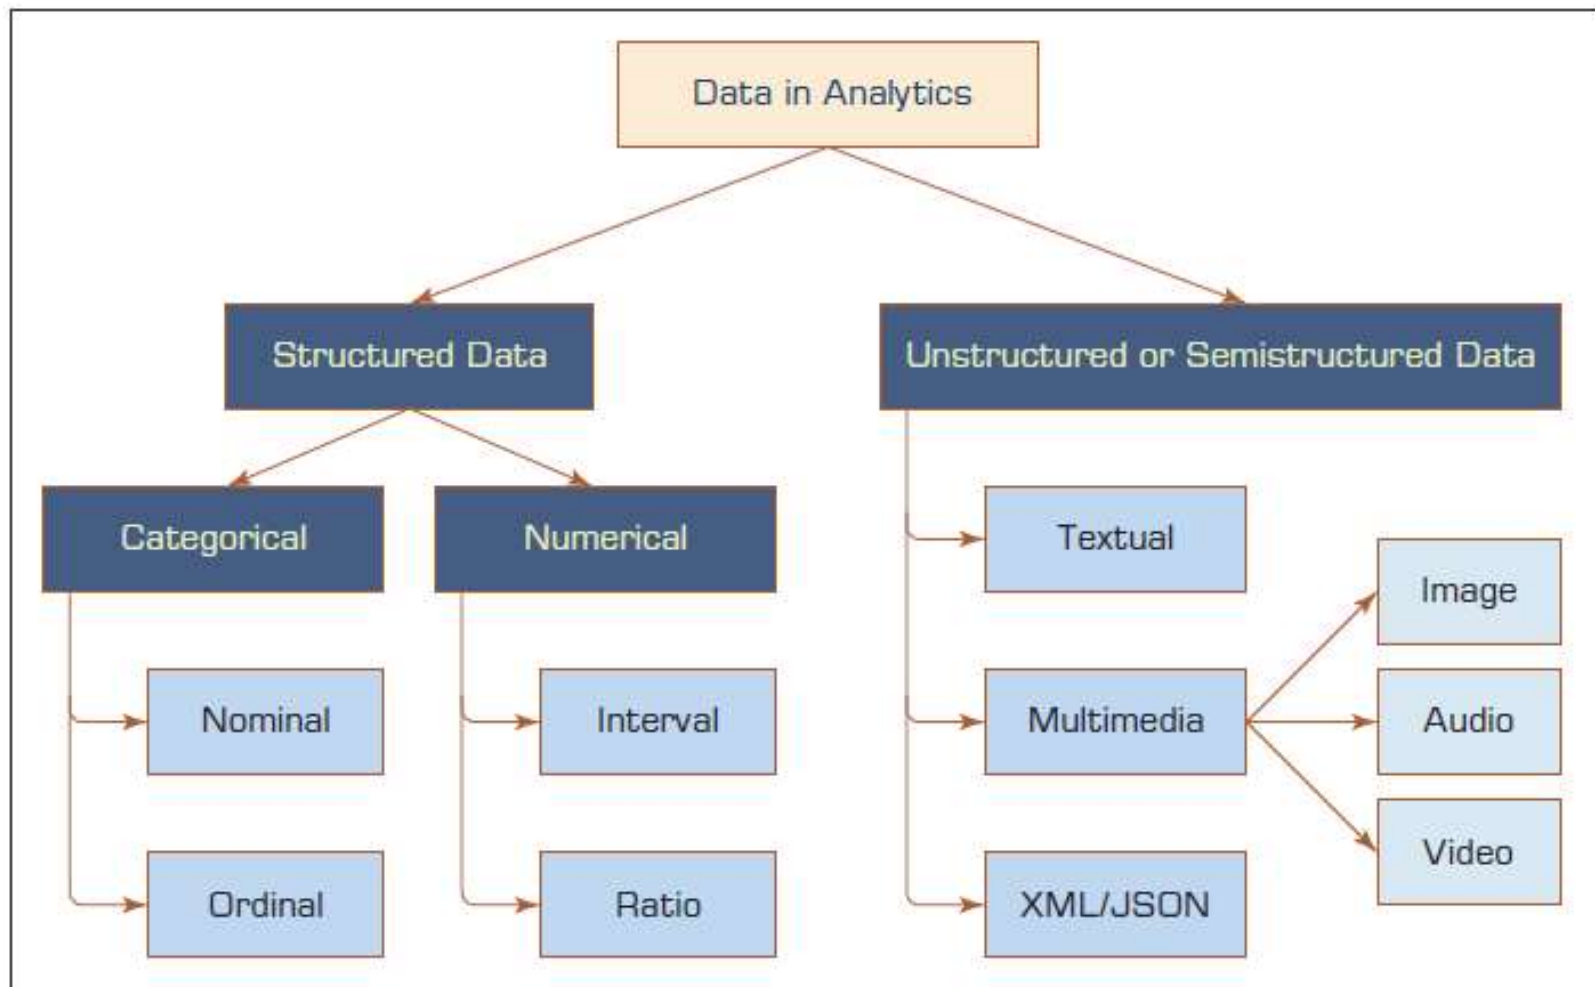 Data in Analytics
Structured Data
Unstructured or Semistructured Data
Categorical
Numerical
Textual
Image
Nominal
Interval
Multimedia
Audio
Video
Ordinal
Ratio
XML/JSON